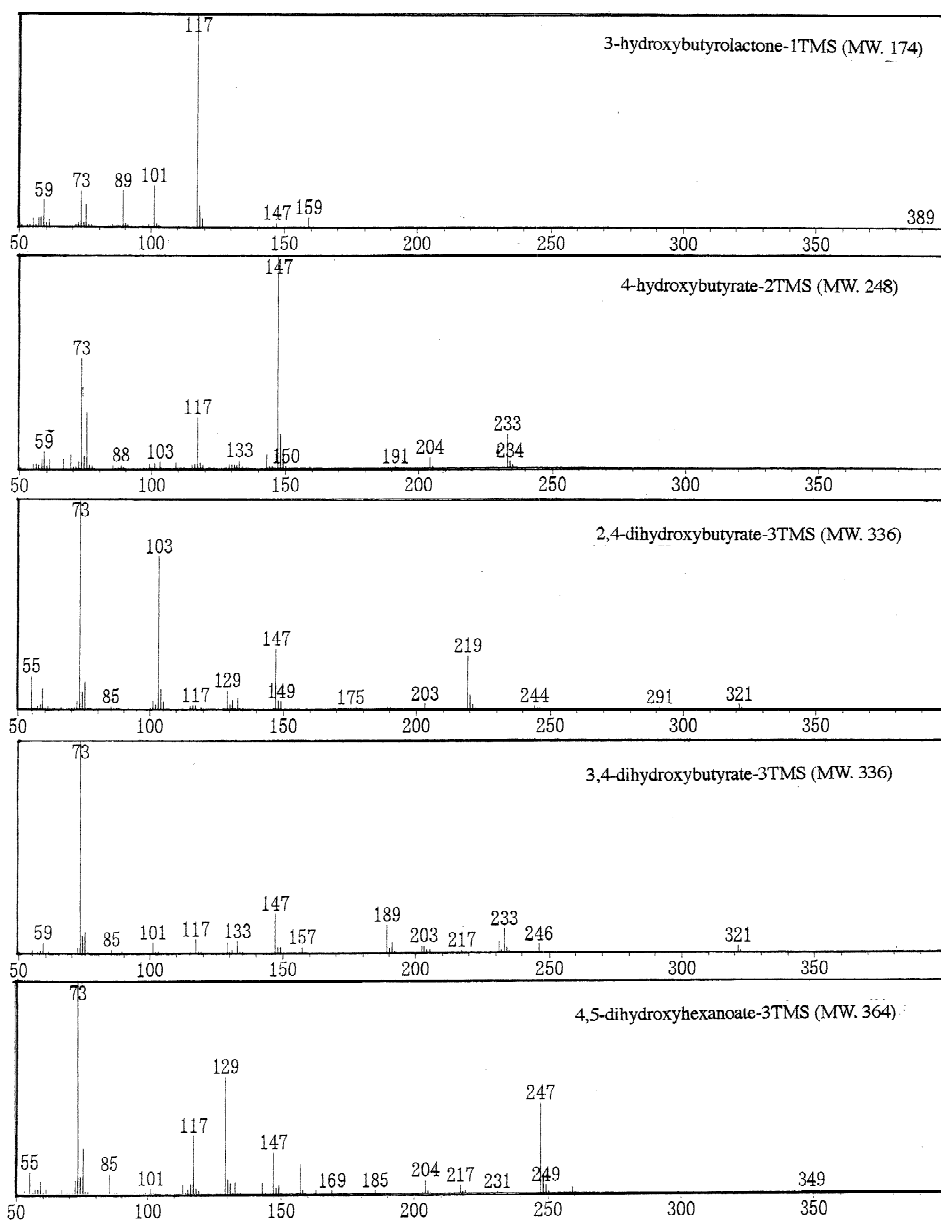 117
3-hydroxybutyrolactone-1TMS (MW. 174)
59 73 89 101 147 159 389
50 100 150 200 250 300 350
147
4-hydroxybutyrate-2TMS (MW. 248)
73
117 233
59 88 103 133 150 191 204 234
50 100 150 200 250 300 350
73
2,4-dihydroxybutyrate-3TMS (MW. 336)
103
147 219
55 85 117 129 149 175 203 244 291 321
50 100 150 200 250 300 350
73
3,4-dihydroxybutyrate-3TMS (MW. 336)
147 189 233
59 85 101 117 133 157 203 217 246 321
50 100 150 200 250 300 350
73
4,5-dihydroxyhexanoate-3TMS (MW. 364)
129 247
117 147
55 85 101 169 185 204 217 231 249 349
50 100 150 200 250 300 350